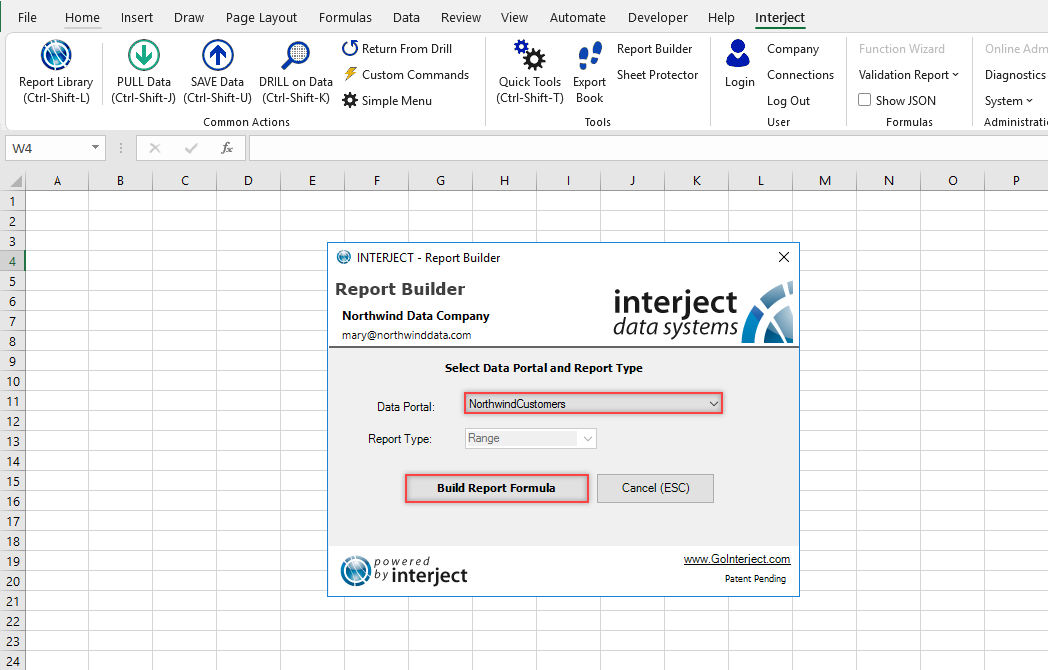 File Home Insert Draw Page Layout Formulas Data Review View Automate Developer Help Interject
Report Library (Ctrl-Shift-L)
PULL Data (Ctrl-Shift-J)
SAVE Data (Ctrl-Shift-U)
DRILL on Data (Ctrl-Shift-K)
Return From Drill
Custom Commands
Simple Menu
Common Actions
Quick Tools (Ctrl-Shift-T)
Export Book
Report Builder
Sheet Protector
Tools
Login
Company
Connections
Log Out
User
Function Wizard
Validation Report
Show JSON
Formulas
Online Adm
Diagnostics
System
Administrati
W4
fx
A B C D E F G H I J K L M N O P
1
2
3
4
5
6
7
8
9
10
11
12
13
14
15
16
17
18
19
20
21
22
23
24
INTERJECT - Report Builder
Report Builder
Northwind Data Company
mary@northwinddata.com
interject
data systems
Select Data Portal and Report Type
Data Portal: NorthwindCustomers
Report Type: Range
Build Report Formula Cancel (ESC)
powered
by interject
www.GoInterject.com
Patent Pending